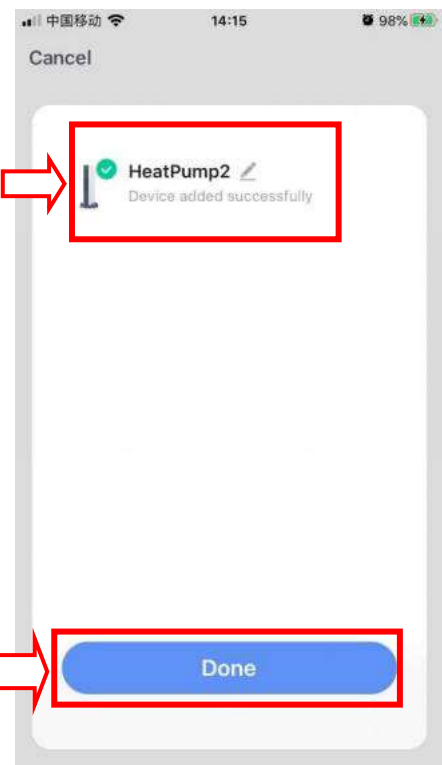 中国移动 14:15 98%
Cancel
HeatPump2
Device added successfully
Done